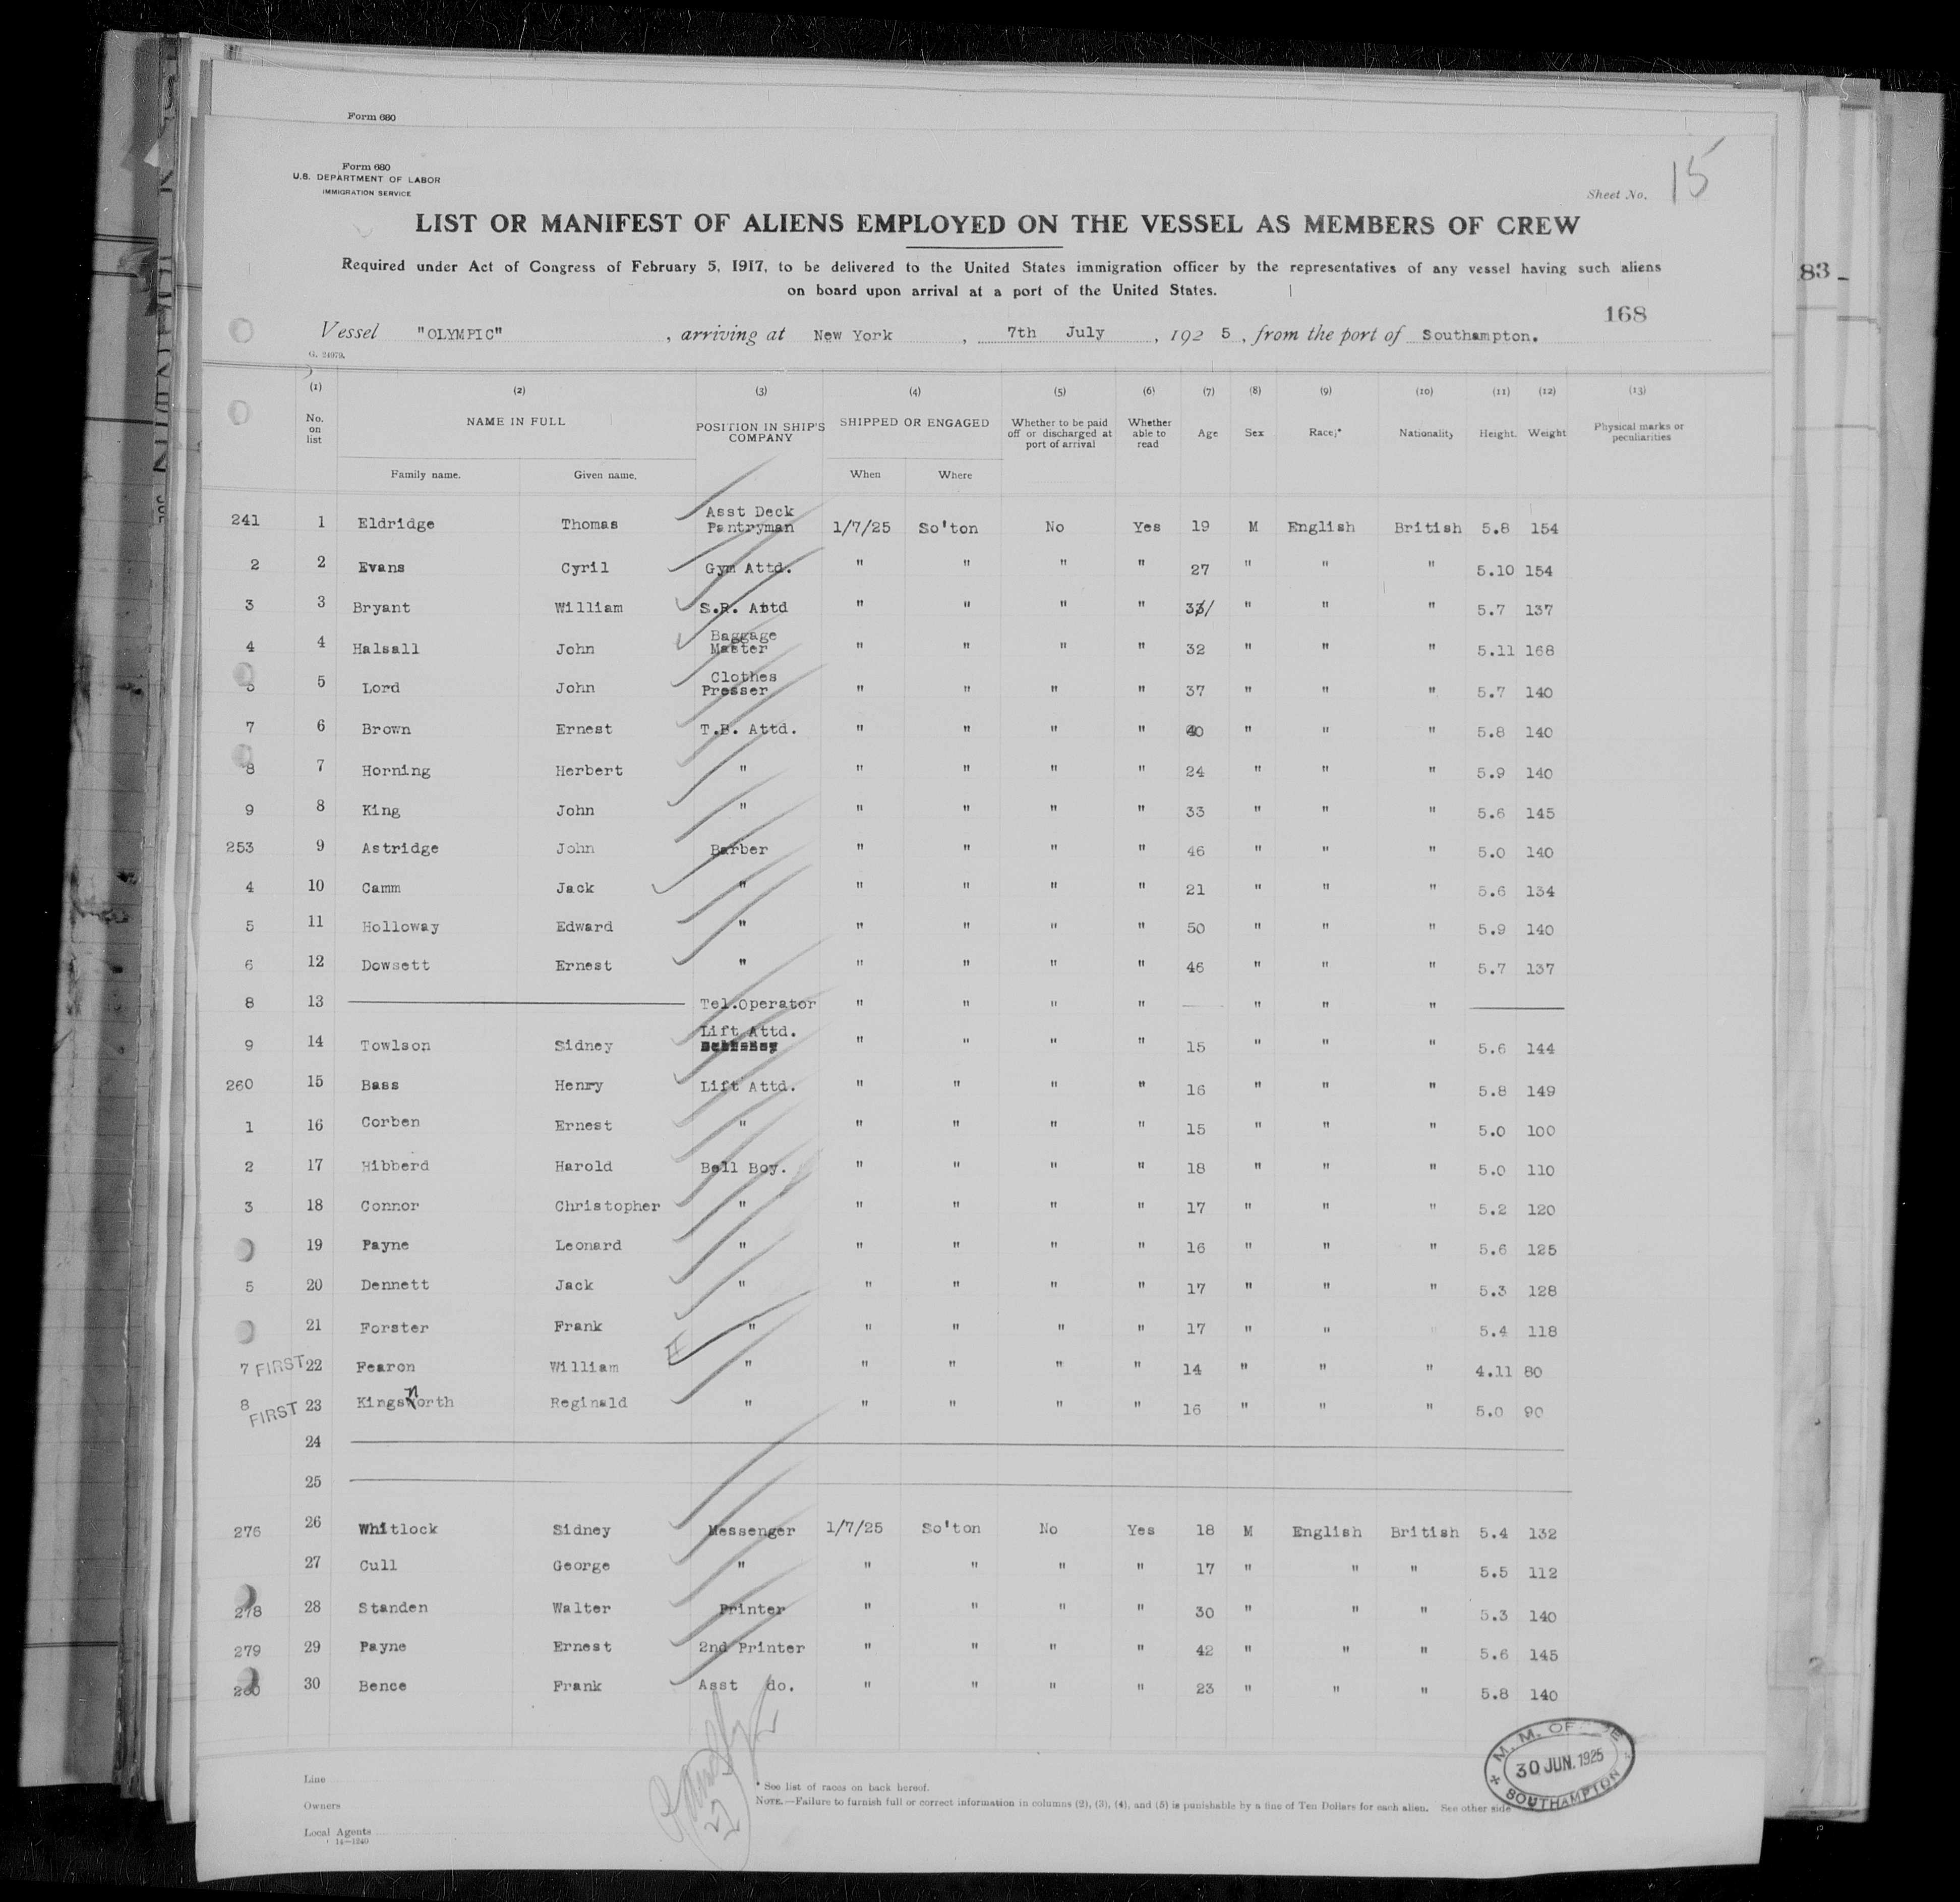 Form 680
Form 680
U.S. DEPARTMENT OF LABOR
IMMIGRATION SERVICE
Sheet No. 15
LIST OR MANIFEST OF ALIENS EMPLOYED ON THE VESSEL AS MEMBERS OF CREW
Required under Act of Congress of February 5, 1917, to be delivered to the United States immigration officer by the representatives of any vessel having such aliens
on board upon arrival at a port of the United States.
83
168
Vessel "OLYMPIC", arriving at New York, 7th July, 1925, from the port of Southampton.
G. 24979.
(1) (2) (3) (4) (5) (6) (7) (8) (9) (10) (11) (12) (13)
No. on list NAME IN FULL POSITION IN SHIP'S COMPANY SHIPPED OR ENGAGED Whether to be paid off or discharged at port of arrival Whether able to read Age Sex Race* Nationality Height. Weight Physical marks or peculiarities
Family name. Given name. When Where
241 1 Eldridge Thomas Asst Deck Pantryman 1/7/25 So'ton No Yes 19 M English British 5.8 154
2 2 Evans Cyril Gym Attd. " " " " 27 " " " 5.10 154
3 3 Bryant William S.R. Attd " " " " 33/ " " " 5.7 137
4 4 Halsall John Baggage Master " " " " 32 " " " 5.11 168
5 5 Lord John Clothes Presser " " " " 37 " " " 5.7 140
7 6 Brown Ernest T.B. Attd. " " " " 40 " " " 5.8 140
8 7 Horning Herbert " " " " " 24 " " " 5.9 140
9 8 King John " " " " " 33 " " " 5.6 145
253 9 Astridge John Barber " " " " 46 " " " 5.0 140
4 10 Camm Jack " " " " " 21 " " " 5.6 134
5 11 Holloway Edward " " " " " 50 " " " 5.9 140
6 12 Dowsett Ernest " " " " " 46 " " " 5.7 137
8 13 Tel.Operator " " " " " " "
9 14 Towlson Sidney Lift Attd. " " " " 15 " " " 5.6 144
260 15 Bass Henry Lift Attd. " " " " 16 " " " 5.8 149
1 16 Corben Ernest " " " " " 15 " " " 5.0 100
2 17 Hibberd Harold Bell Boy. " " " " 18 " " " 5.0 110
3 18 Connor Christopher " " " " " 17 " " " 5.2 120
19 Payne Leonard " " " " " 16 " " " 5.6 125
5 20 Dennett Jack " " " " " 17 " " " 5.3 128
21 Forster Frank " " " " " 17 " " " 5.4 118
7 FIRST 22 Fearon William " " " " " 14 " " " 4.11 80
8 FIRST 23 Kingsnorth Reginald " " " " " 16 " " " 5.0 90
24
25
276 26 Whitlock Sidney Messenger 1/7/25 So'ton No Yes 18 M English British 5.4 132
27 Cull George " " " " " 17 " " " 5.5 112
278 28 Standen Walter Printer " " " " 30 " " " 5.3 140
279 29 Payne Ernest 2nd Printer " " " " 42 " " " 5.6 145
30 Bence Frank Asst do. " " " " 23 " " " 5.8 140
M. M. OFFICE
30 JUN. 1925
SOUTHAMPTON
Line
Owners
Local Agents
14—1240
* See list of races on back hereof.
NOTE.—Failure to furnish full or correct information in columns (2), (3), (4), and (5) is punishable by a fine of Ten Dollars for each alien. See other side